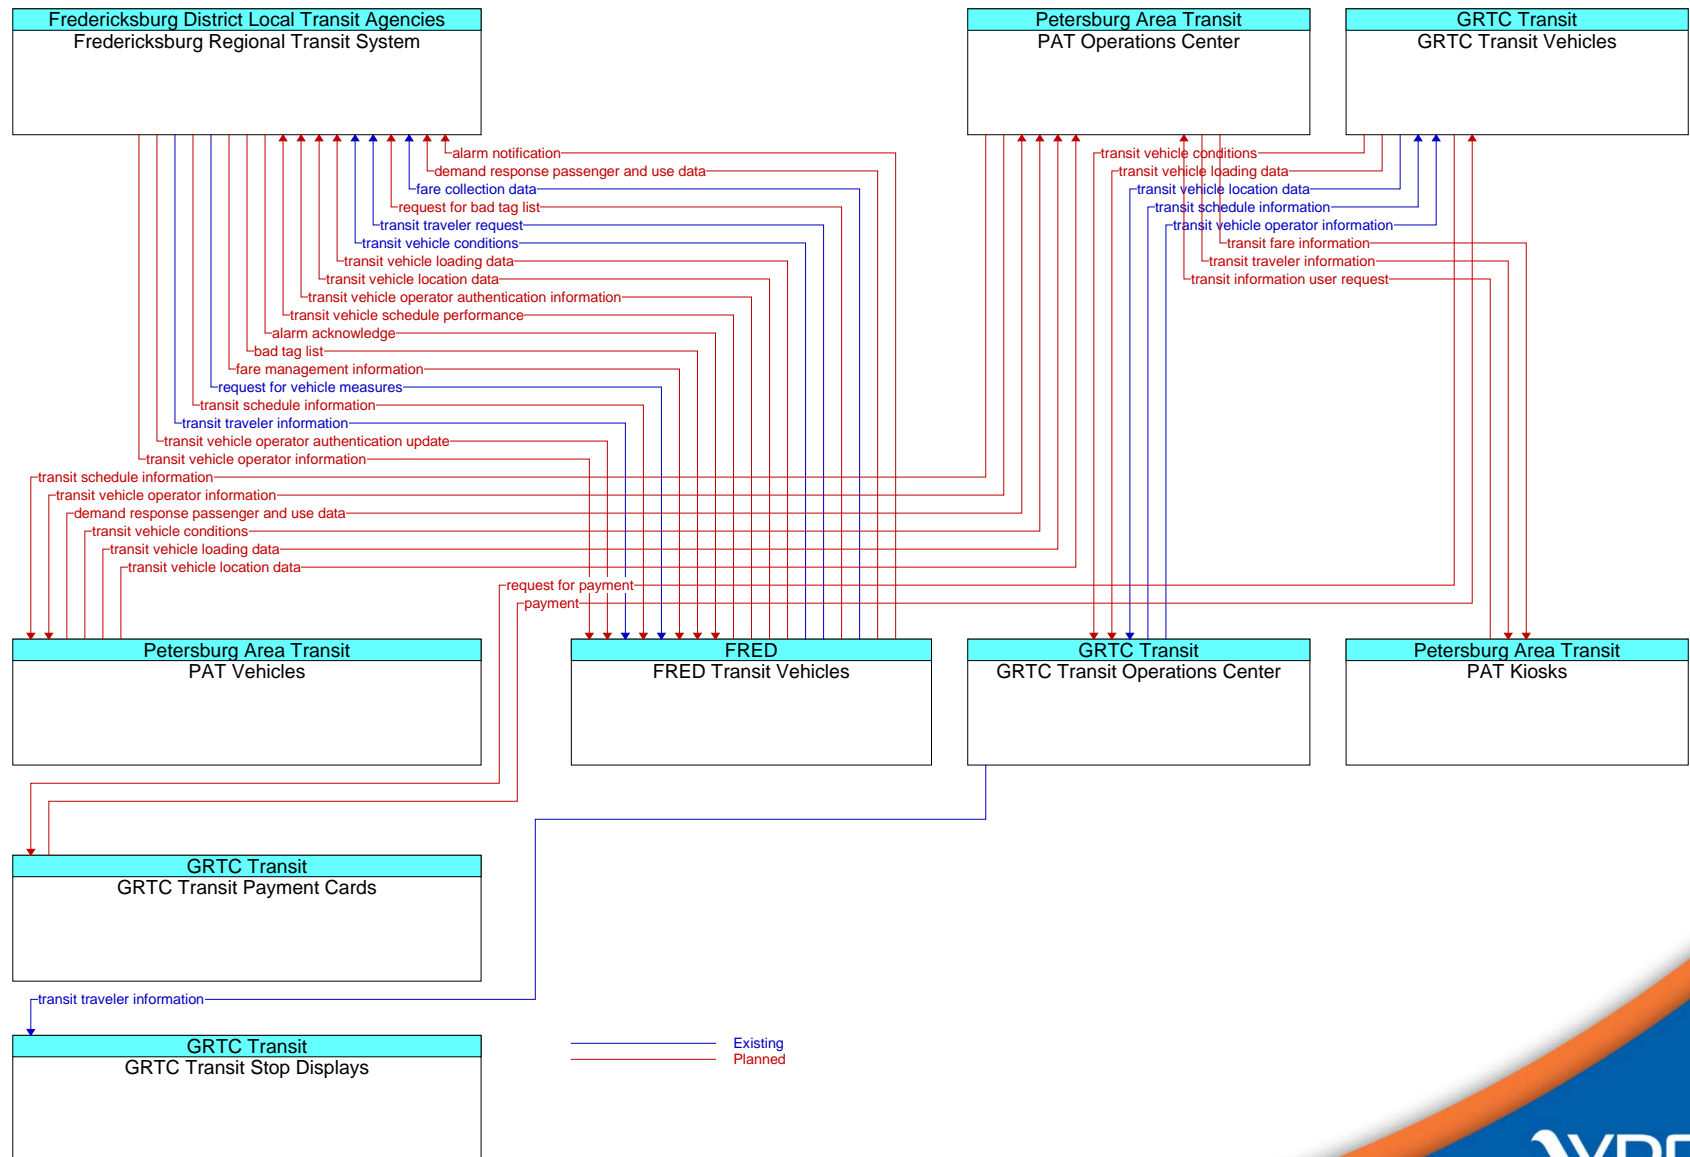 Fredericksburg District Local Transit Agencies
Fredericksburg Regional Transit System
Petersburg Area Transit
PAT Operations Center
GRTC Transit
GRTC Transit Vehicles
alarm notification
demand response passenger and use data
fare collection data
request for bad tag list
transit traveler request
transit vehicle conditions
transit vehicle loading data
transit vehicle location data
transit vehicle operator authentication information
transit vehicle schedule performance
alarm acknowledge
bad tag list
fare management information
request for vehicle measures
transit schedule information
transit traveler information
transit vehicle operator authentication update
transit vehicle operator information
transit vehicle conditions
transit vehicle loading data
transit vehicle location data
transit schedule information
transit vehicle operator information
transit fare information
transit traveler information
transit information user request
transit schedule information
transit vehicle operator information
demand response passenger and use data
transit vehicle conditions
transit vehicle loading data
transit vehicle location data
request for payment
payment
Petersburg Area Transit
PAT Vehicles
FRED
FRED Transit Vehicles
GRTC Transit
GRTC Transit Operations Center
Petersburg Area Transit
PAT Kiosks
GRTC Transit
GRTC Transit Payment Cards
transit traveler information
GRTC Transit
GRTC Transit Stop Displays
Existing
Planned